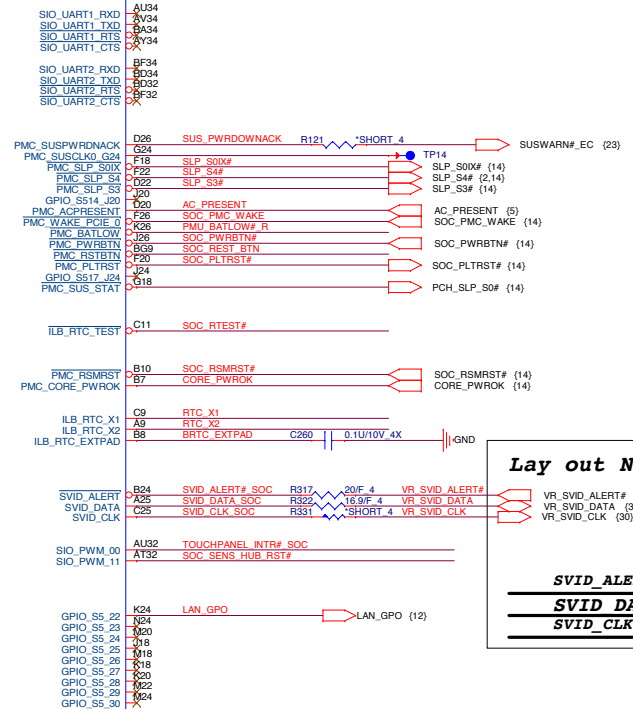 SIO_UART1_RXD AU34
SIO_UART1_TXD AV34
SIO_UART1_RTS BA34
SIO_UART1_CTS AY34
SIO_UART2_RXD BF34
SIO_UART2_TXD BD34
SIO_UART2_RTS BD32
SIO_UART2_CTS BF32
PMC_SUSPWRDNACK D26 SUS_PWRDOWNACK R121 *SHORT_4 SUSWARN#_EC {23}
PMC_SUSCLK0_G24 G24 TP14
PMC_SLP_S0IX F18 SLP_S0IX# SLP_S0IX# {14}
PMC_SLP_S4 F22 SLP_S4# SLP_S4# {2,14}
PMC_SLP_S3 D22 SLP_S3# SLP_S3# {14}
GPIO_S514_J20 J20
PMC_ACPRESENT D20 AC_PRESENT AC_PRESENT {5}
PMC_WAKE_PCIE_0 F26 SOC_PMC_WAKE SOC_PMC_WAKE {14}
PMC_BATLOW K26 PMU_BATLOW#_R
PMC_PWRBTN J26 SOC_PWRBTN# SOC_PWRBTN# {14}
PMC_RSTBTN BG9 SOC_REST_BTN
PMC_PLTRST F20 SOC_PLTRST# SOC_PLTRST# {14}
GPIO_S517_J24 J24
PMC_SUS_STAT G18 PCH_SLP_S0# {14}
ILB_RTC_TEST C11 SOC_RTEST#
PMC_RSMRST B10 SOC_RSMRST# SOC_RSMRST# {14}
PMC_CORE_PWROK B7 CORE_PWROK CORE_PWROK {14}
ILB_RTC_X1 C9 RTC_X1
ILB_RTC_X2 A9 RTC_X2
ILB_RTC_EXTPAD B8 BRTC_EXTPAD C260 0.1U/10V_4X GND
Lay out N
SVID_ALERT B24 SVID_ALERT#_SOC R317 20/F_4 VR_SVID_ALERT# VR_SVID_ALERT#
SVID_DATA A25 SVID_DATA_SOC R322 16.9/F_4 VR_SVID_DATA VR_SVID_DATA {3
SVID_CLK C25 SVID_CLK_SOC R331 *SHORT_4 VR_SVID_CLK VR_SVID_CLK {30}
SIO_PWM_00 AU32 TOUCHPANEL_INTR#_SOC
SIO_PWM_11 AT32 SOC_SENS_HUB_RST#
SVID_ALE
SVID DA
SVID_CLK
GPIO_S5_22 K24 LAN_GPO LAN_GPO {12}
GPIO_S5_23 N24
GPIO_S5_24 M20
GPIO_S5_25 J18
GPIO_S5_26 M18
GPIO_S5_27 K18
GPIO_S5_28 K20
GPIO_S5_29 M22
GPIO_S5_30 M24